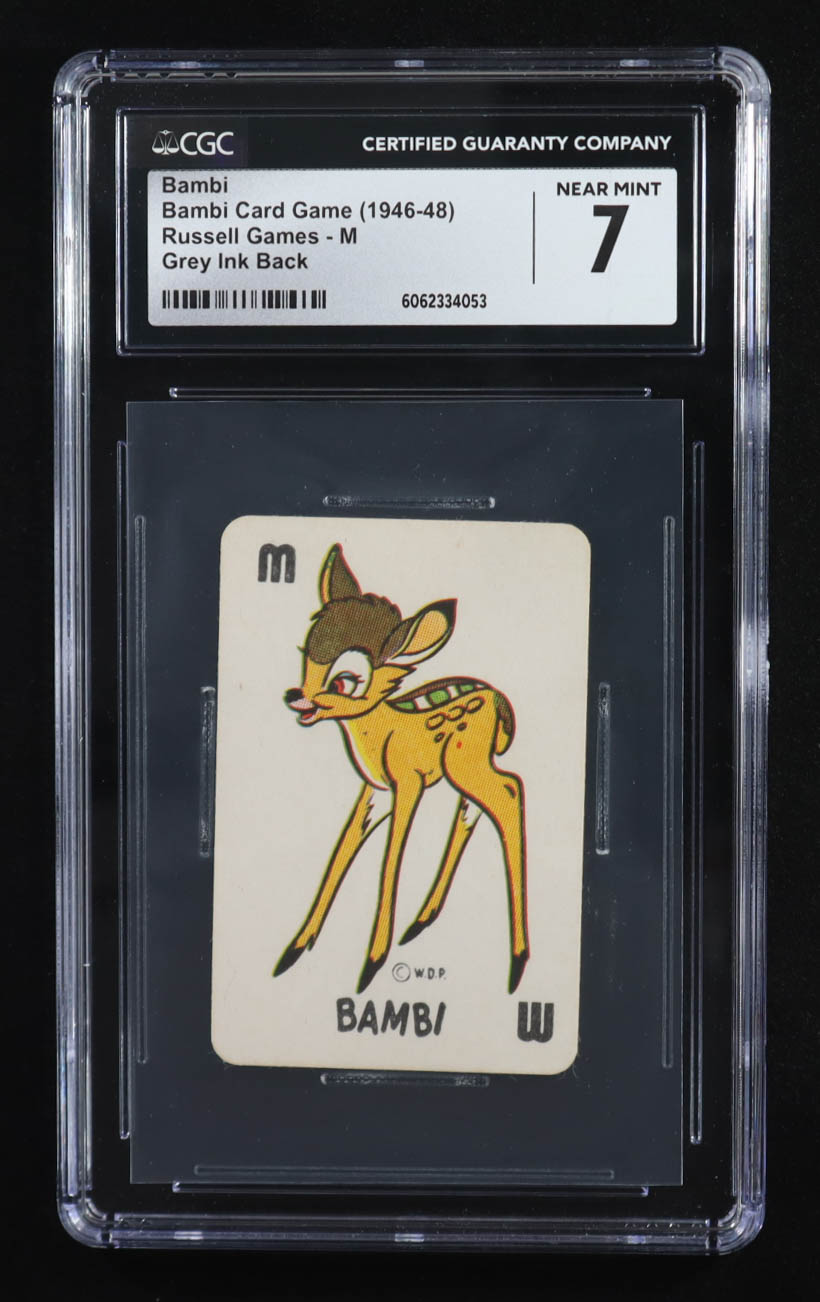 CGC CERTIFIED GUARANTY COMPANY
Bambi
Bambi Card Game (1946-48)
Russell Games - M
Grey Ink Back
NEAR MINT
7
6062334053
m
© W.D.P.
BAMBI
m